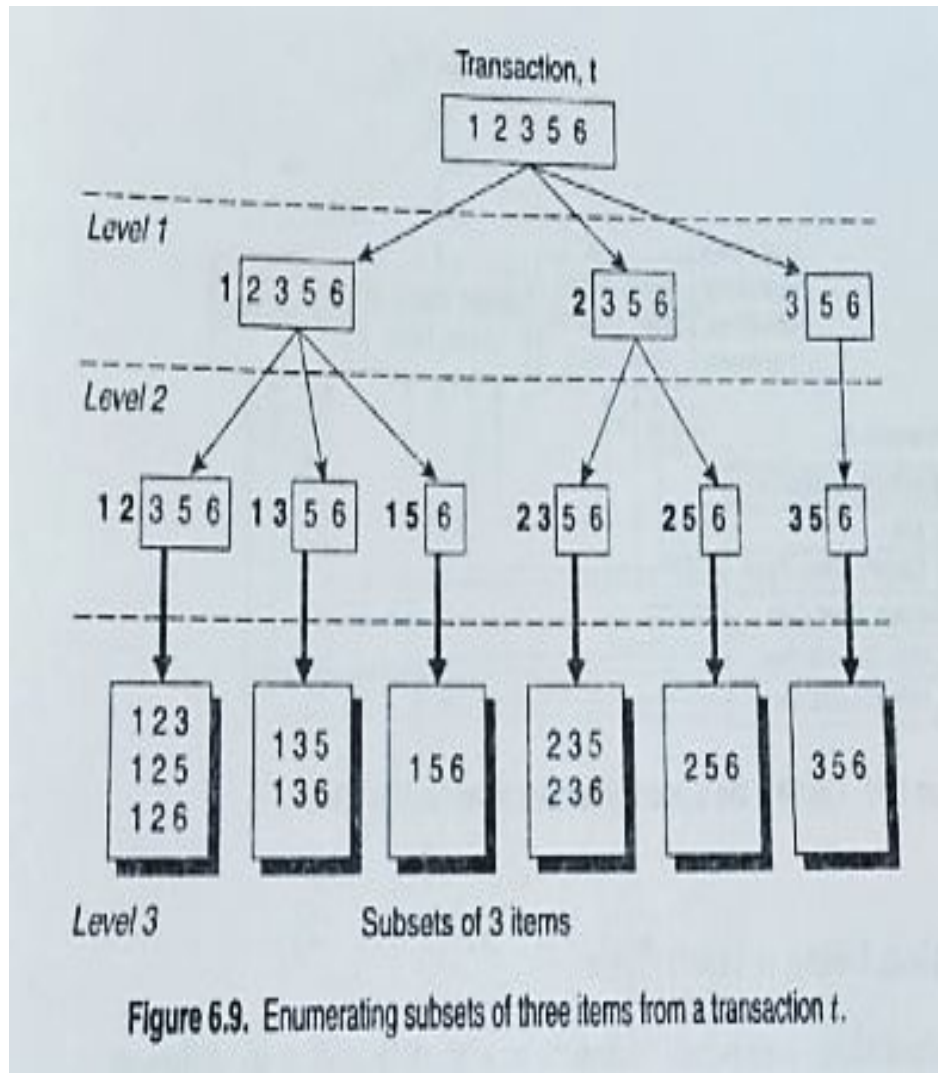 Transaction, t
1 2 3 5 6
Level 1
1 2 3 5 6
2 3 5 6
3 5 6
Level 2
1 2 3 5 6
1 3 5 6
1 5 6
2 3 5 6
2 5 6
3 5 6
1 2 3
1 2 5
1 2 6
1 3 5
1 3 6
1 5 6
2 3 5
2 3 6
2 5 6
3 5 6
Level 3
Subsets of 3 items
Figure 6.9. Enumerating subsets of three items from a transaction t.